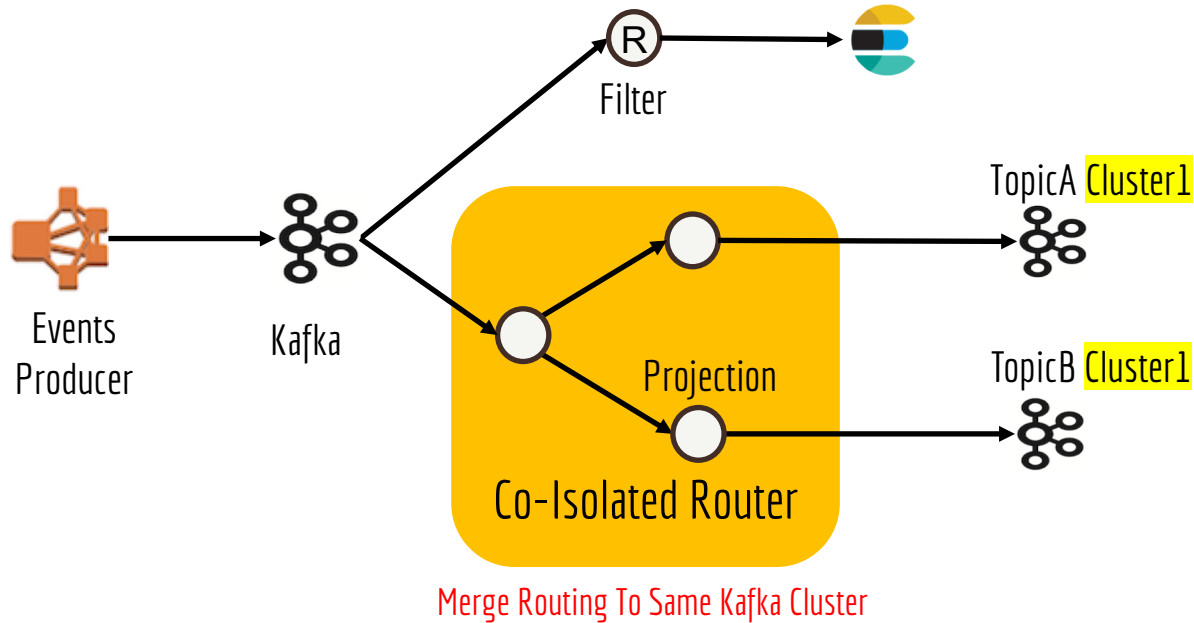 R
Filter
TopicA Cluster1
Events
Producer
Kafka
Projection
TopicB Cluster1
Co-Isolated Router
Merge Routing To Same Kafka Cluster